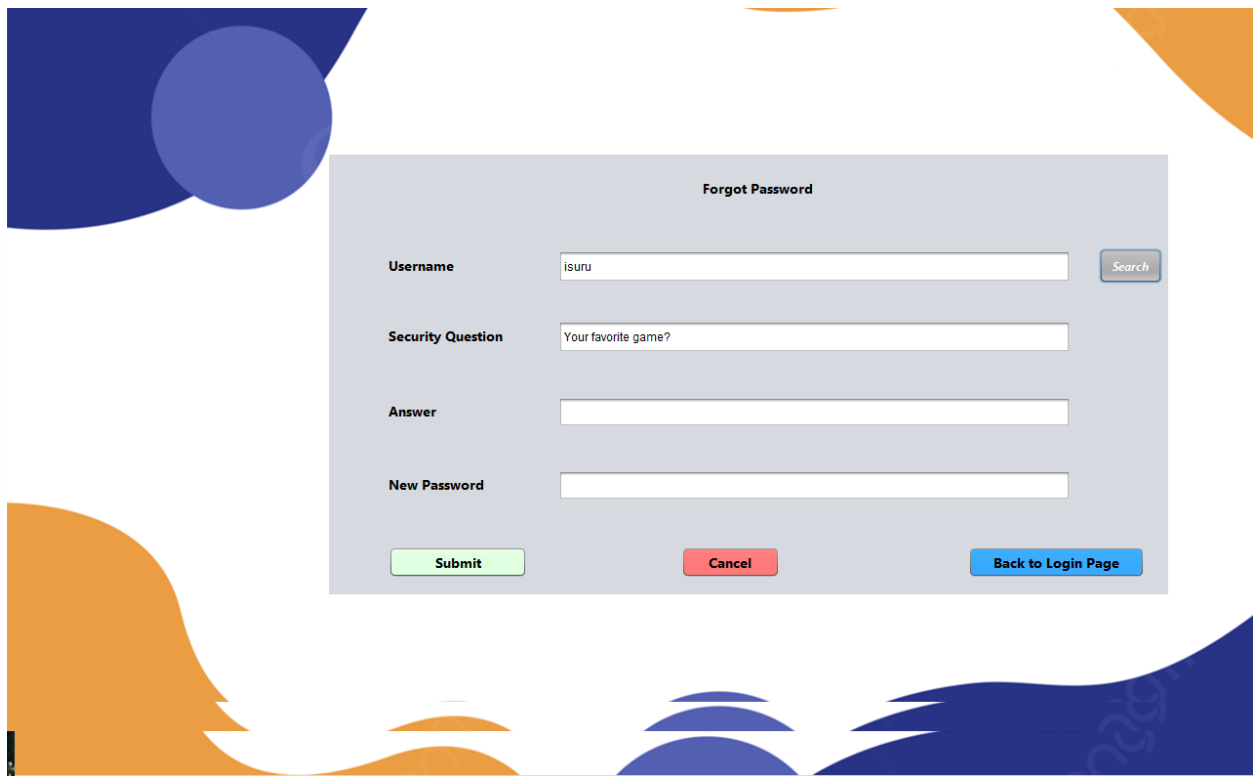 Forgot Password
Username isuru Search
Security Question Your favorite game?
Answer
New Password
Submit Cancel Back to Login Page